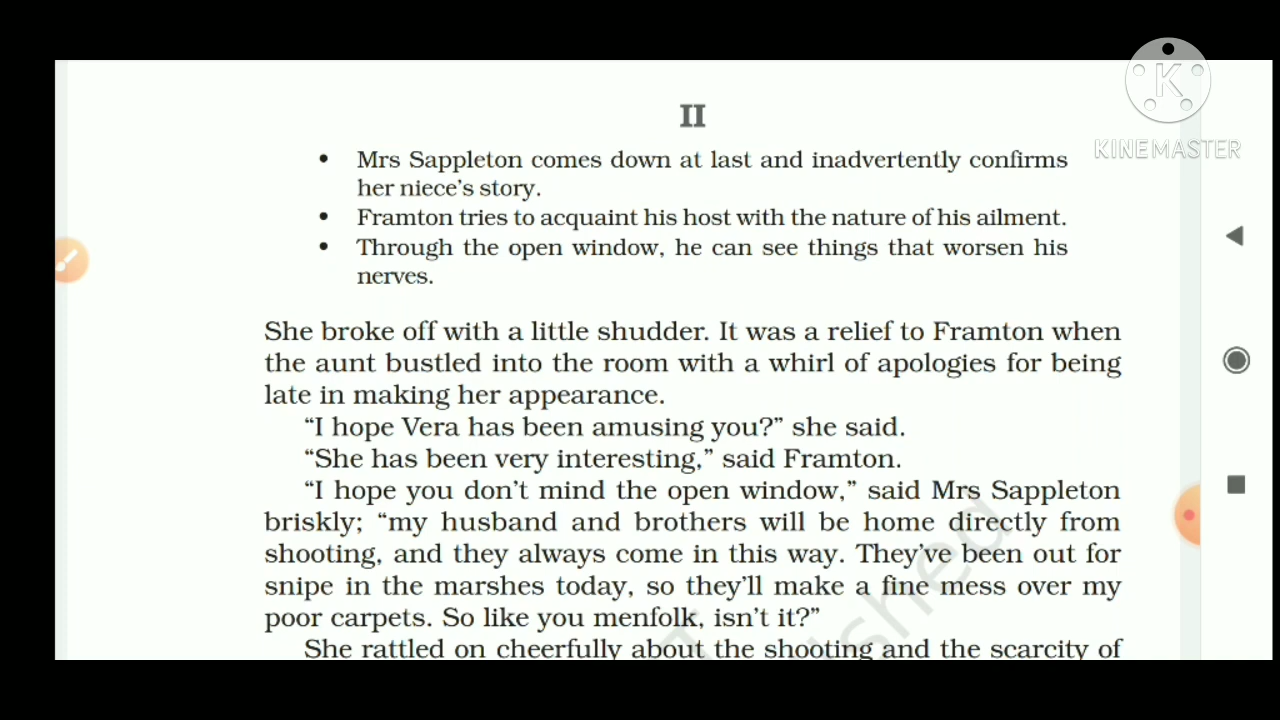 II
• Mrs Sappleton comes down at last and inadvertently confirms
her niece's story.
• Framton tries to acquaint his host with the nature of his ailment.
• Through the open window, he can see things that worsen his
nerves.
She broke off with a little shudder. It was a relief to Framton when
the aunt bustled into the room with a whirl of apologies for being
late in making her appearance.
“I hope Vera has been amusing you?” she said.
“She has been very interesting,” said Framton.
“I hope you don't mind the open window,” said Mrs Sappleton
briskly; “my husband and brothers will be home directly from
shooting, and they always come in this way. They've been out for
snipe in the marshes today, so they'll make a fine mess over my
poor carpets. So like you menfolk, isn't it?”
She rattled on cheerfully about the shooting and the scarcity of
K
KINEMASTER